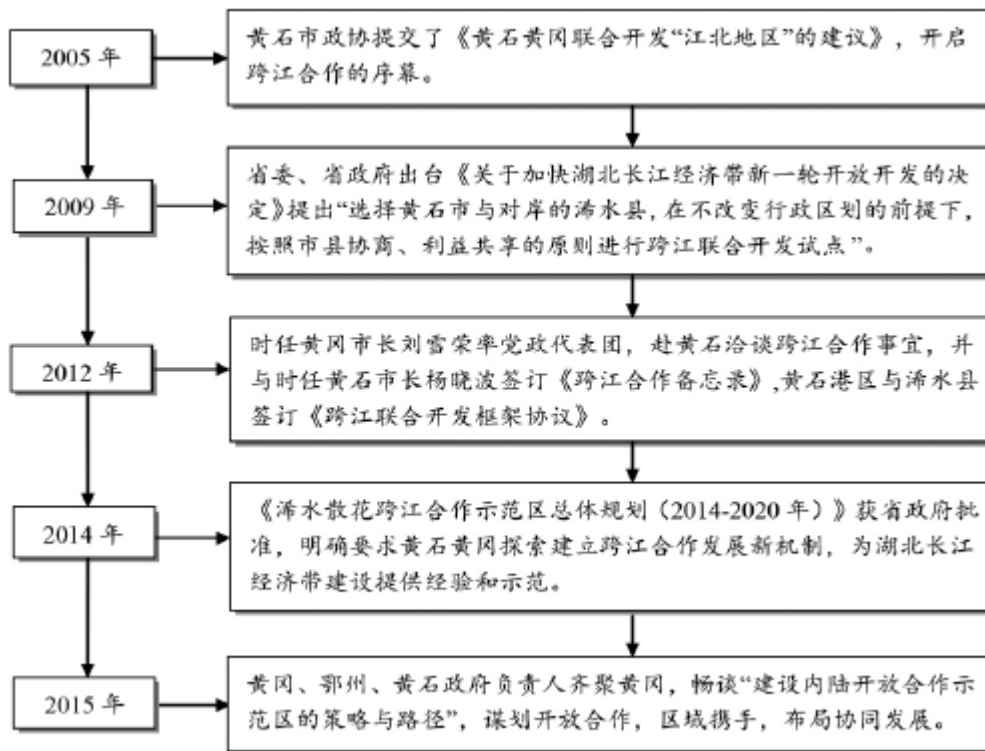 2005 年
黄石市政协提交了《黄石黄冈联合开发“江北地区”的建议》，开启
跨江合作的序幕。
2009 年
省委、省政府出台《关于加快湖北长江经济带新一轮开放开发的决
定》提出“选择黄石市与对岸的浠水县,在不改变行政区划的前提下,
按照市县协商、利益共享的原则进行跨江联合开发试点”。
2012 年
时任黄冈市长刘雪荣率党政代表团，赴黄石洽谈跨江合作事宜，并
与时任黄石市长杨晓波签订《跨江合作备忘录》,黄石港区与浠水县
签订《跨江联合开发框架协议》。
2014 年
《浠水散花跨江合作示范区总体规划（2014-2020 年）》获省政府批
准，明确要求黄石黄冈探索建立跨江合作发展新机制，为湖北长江
经济带建设提供经验和示范。
2015 年
黄冈、鄂州、黄石政府负责人齐聚黄冈，畅谈“建设内陆开放合作示
范区的策略与路径”，谋划开放合作，区域携手，布局协同发展。